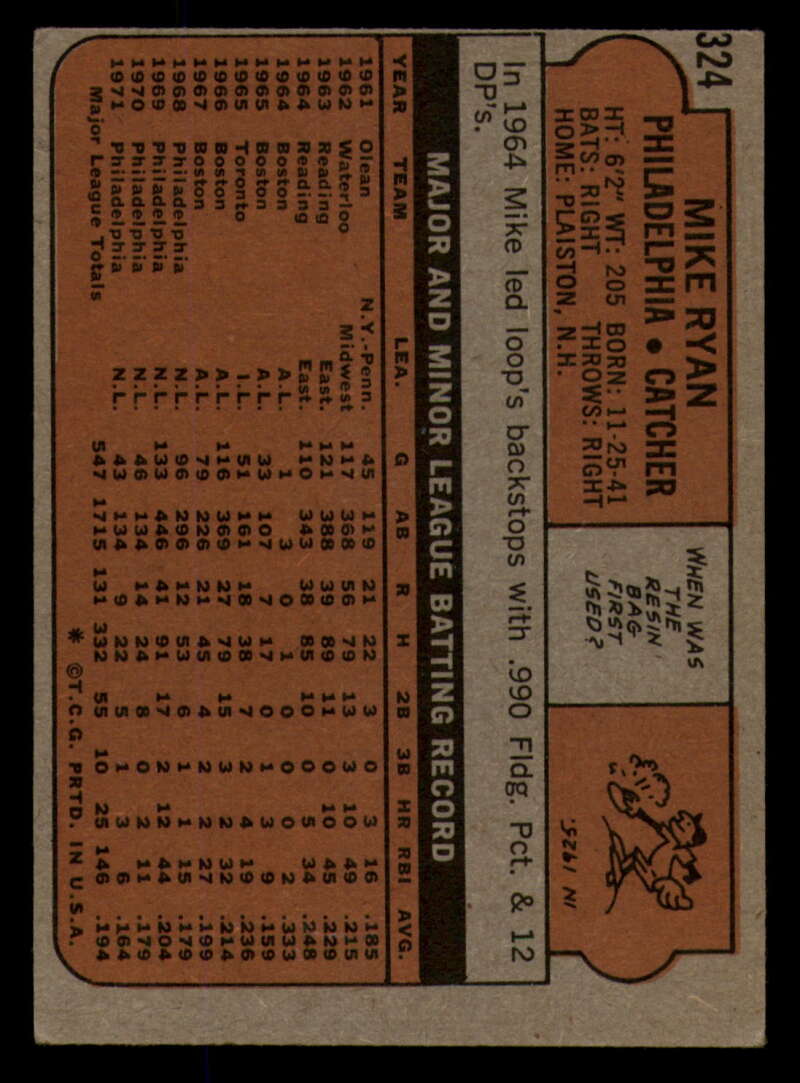 324
MIKE RYAN
PHILADELPHIA • CATCHER
HT: 6'2" WT: 205 BORN: 11-25-41
BATS: RIGHT THROWS: RIGHT
HOME: PLAISTON, N.H.
WHEN WAS
THE
RESIN
BAG
FIRST
USED?
IN 1925.
In 1964 Mike led loop's backstops with .990 Fldg. Pct. & 12
DP's.
MAJOR AND MINOR LEAGUE BATTING RECORD
YEAR TEAM LEA. G AB R H 2B 3B HR RBI AVG.
1961 Olean N.Y.-Penn. 45 119 21 22 3 0 3 16 .185
1962 Waterloo Midwest 117 368 56 79 13 3 10 49 .215
1963 Reading East. 121 388 39 89 11 0 10 45 .229
1964 Reading East. 110 343 38 85 10 0 5 34 .248
1964 Boston A.L. 1 3 0 1 0 0 0 2 .333
1965 Boston A.L. 33 107 7 17 0 1 3 9 .159
1965 Toronto I.L. 51 161 18 38 7 2 4 19 .236
1966 Boston A.L. 116 369 27 79 15 3 2 32 .214
1967 Boston A.L. 79 226 21 45 4 2 2 27 .199
1968 Philadelphia N.L. 96 296 12 53 6 1 1 15 .179
1969 Philadelphia N.L. 133 446 41 91 17 2 12 44 .204
1970 Philadelphia N.L. 46 134 14 24 8 0 2 11 .179
1971 Philadelphia N.L. 43 134 9 22 5 1 3 6 .164
Major League Totals 547 1715 131 332 55 10 25 146 .194
* ©T.C.G. PRTD. IN U.S.A.